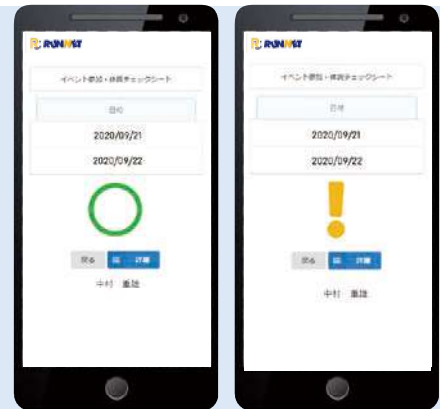 RUNNET
イベント参加・体調チェックシート
日付
2020/09/21
2020/09/22
戻る 詳細
中村 重雄
RUNNET
イベント参加・体調チェックシート
日付
2020/09/21
2020/09/22
戻る 詳細
中村 重雄